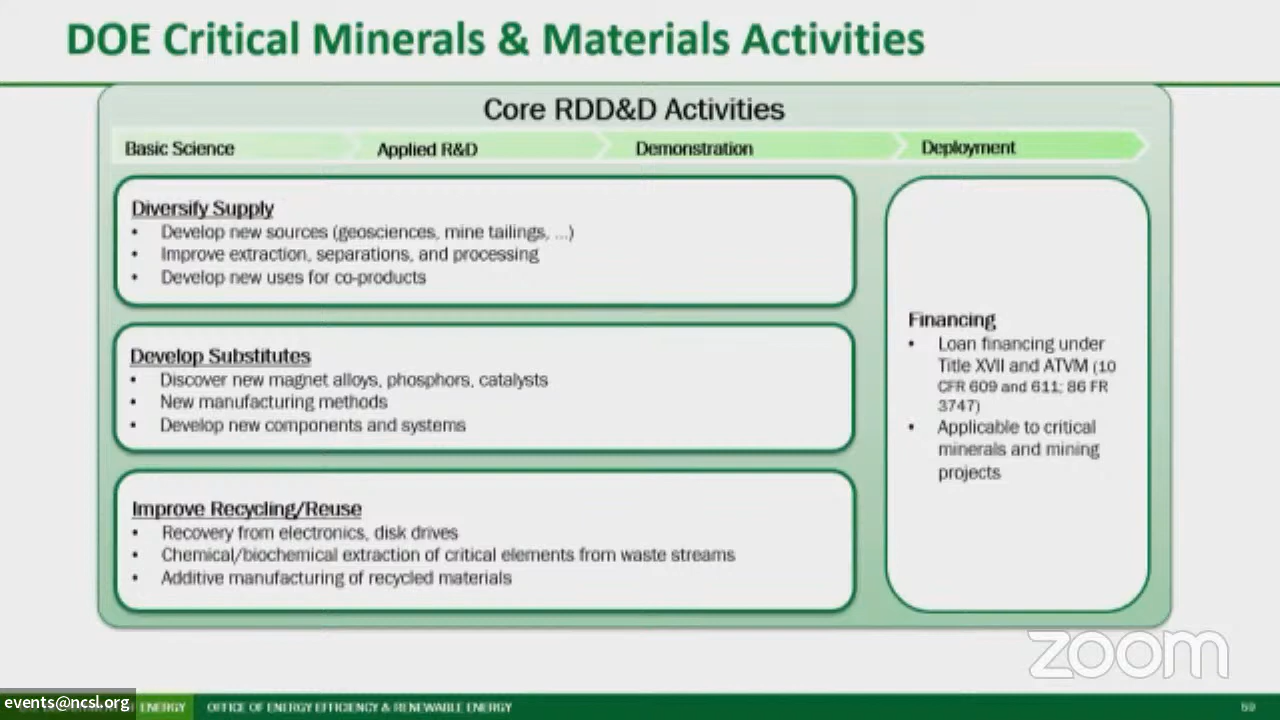 DOE Critical Minerals & Materials Activities
Core RDD&D Activities
Basic Science
Applied R&D
Demonstration
Deployment
Diversify Supply
• Develop new sources (geosciences, mine tailings, ...)
• Improve extraction, separations, and processing
• Develop new uses for co-products
Develop Substitutes
• Discover new magnet alloys, phosphors, catalysts
• New manufacturing methods
• Develop new components and systems
Improve Recycling/Reuse
• Recovery from electronics, disk drives
• Chemical/biochemical extraction of critical elements from waste streams
• Additive manufacturing of recycled materials
Financing
• Loan financing under
Title XVII and ATVM (10
CFR 609 and 611; 86 FR
3747)
• Applicable to critical
minerals and mining
projects
zoom
events@ncsl.org
ENERGY
OFFICE OF ENERGY EFFICIENCY & RENEWABLE ENERGY